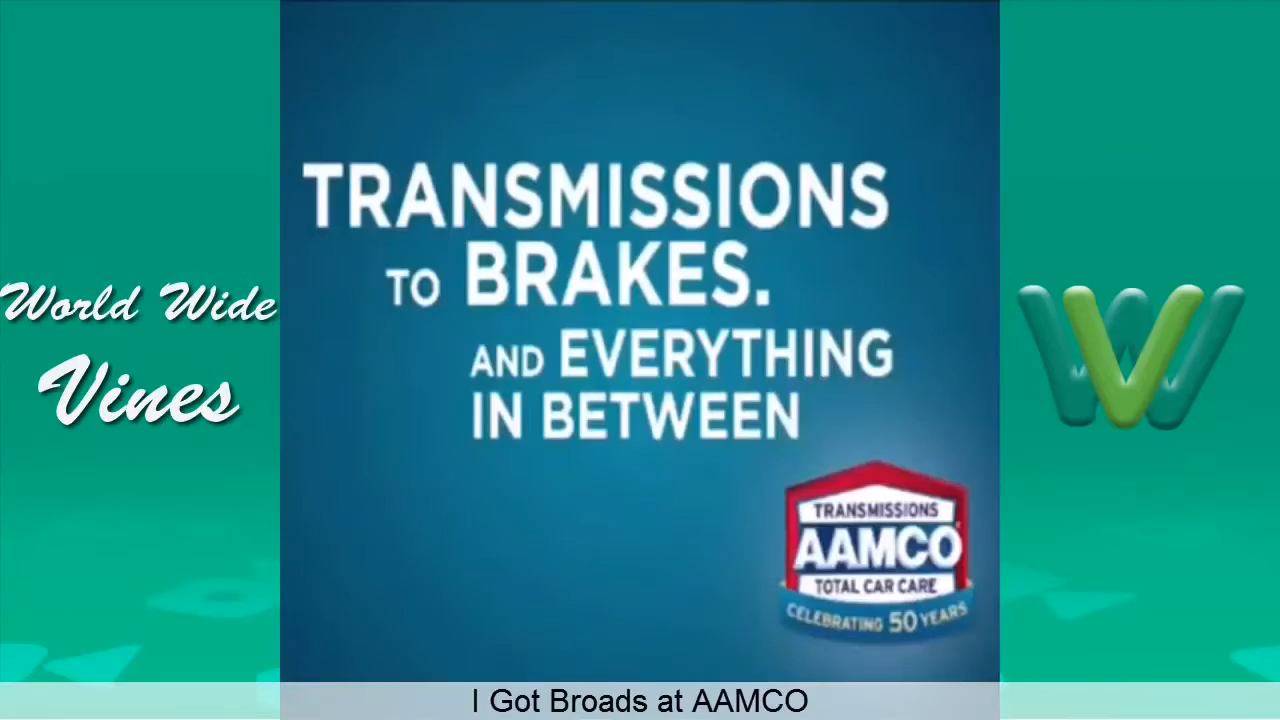 World Wide
Vines
TRANSMISSIONS
TO BRAKES.
AND EVERYTHING
IN BETWEEN
TRANSMISSIONS
AAMCO
TOTAL CAR CARE
CELEBRATING 50 YEARS
W
I Got Broads at AAMCO